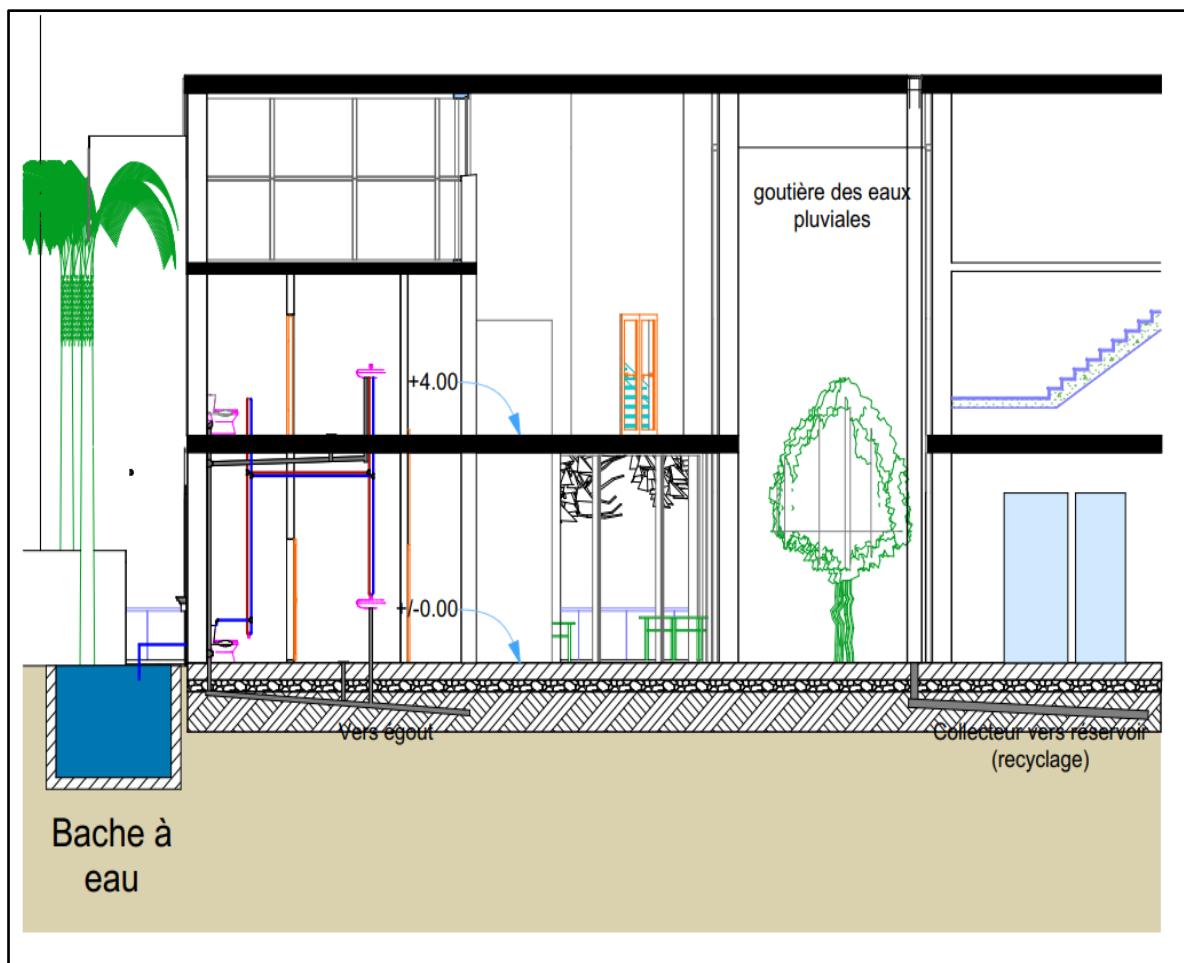 goutière des eaux
pluviales
+4.00
+/-0.00
Vers égout
Collecteur vers réservoir
(recyclage)
Bache à
eau